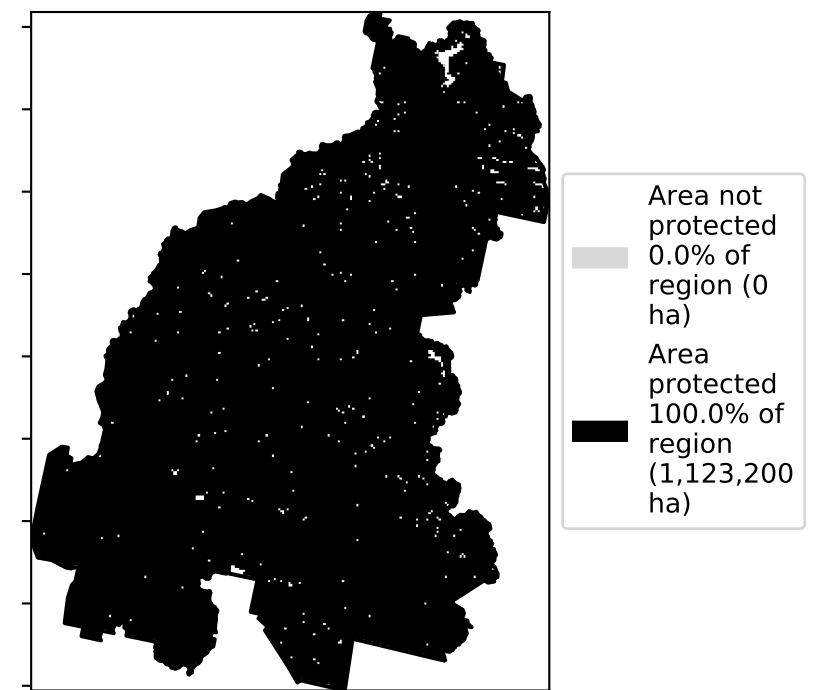 Area not
protected
0.0% of
region (0
ha)
Area
protected
100.0% of
region
(1,123,200
ha)